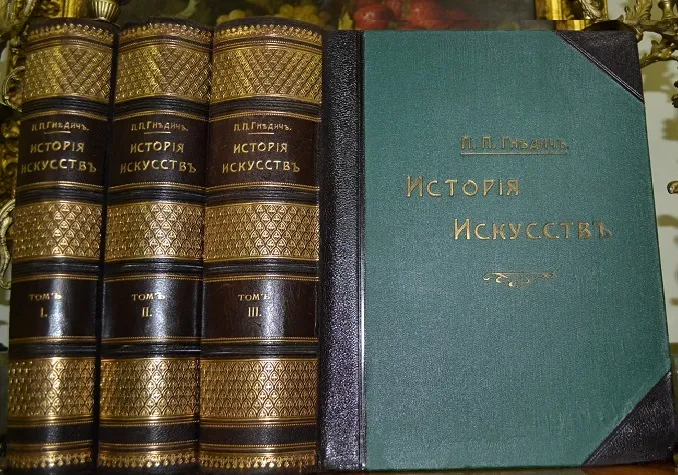 П.П.Гнѣдичъ.
Исторія
Искусствъ
Томъ
I.
П.П.Гнѣдичъ.
Исторія
Искусствъ
Томъ
II.
П.П.Гнѣдичъ.
Исторія
Искусствъ
Томъ
III.
П. П. Гнѣдичъ.
Исторія
Искусствъ